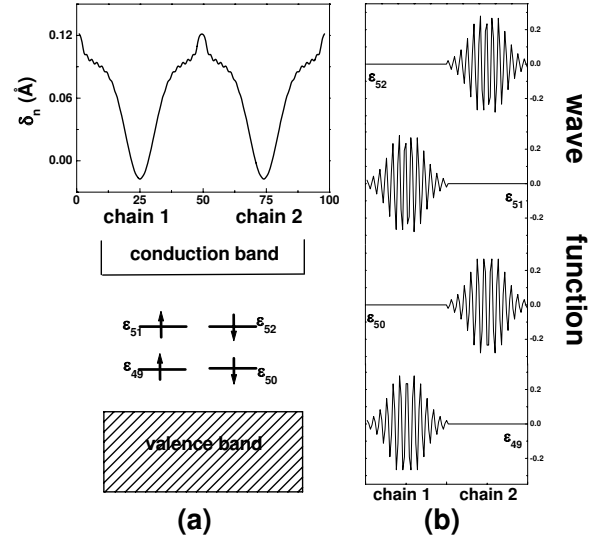 δn (Å)
0.12
0.06
0.00
0 25 50 75 100
chain 1 chain 2
conduction band
ε51 ε52
ε49 ε50
valence band
(a)
ε52
0.2
0.0
-0.2
ε51
0.2
0.0
-0.2
ε50
0.2
0.0
-0.2
ε49
0.2
0.0
-0.2
chain 1 chain 2
wave function
(b)